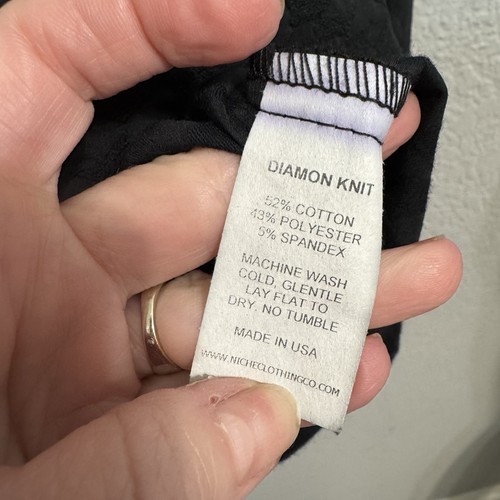 DIAMON KNIT
52% COTTON
43% POLYESTER
5% SPANDEX
MACHINE WASH
COLD, GLENTLE
LAY FLAT TO
DRY, NO TUMBLE
MADE IN USA
WWW.NICHECLOTHINGCO.COM